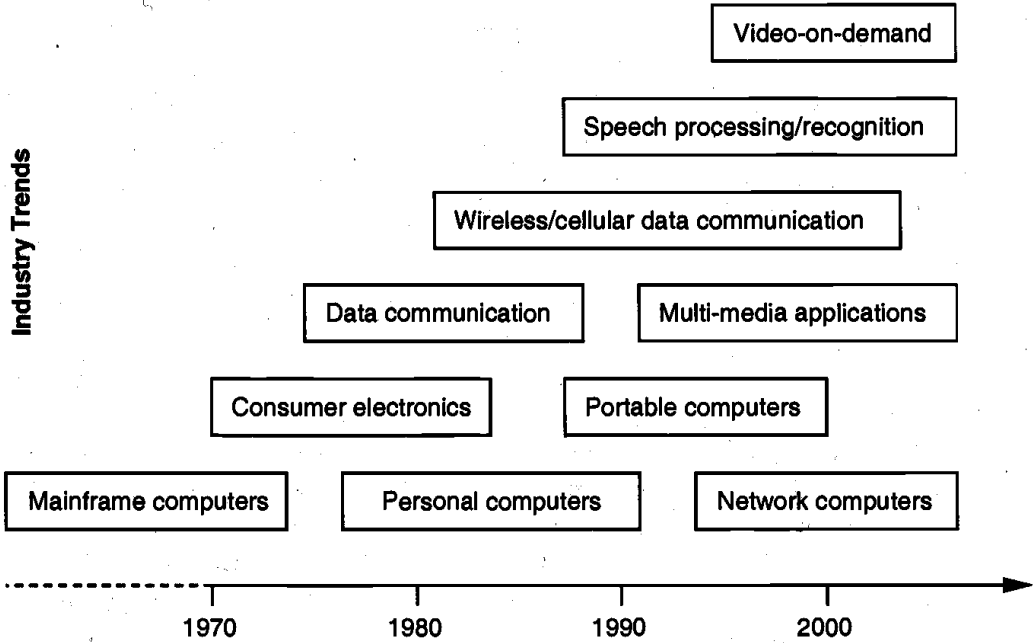 Video-on-demand
Speech processing/recognition
Industry Trends
Wireless/cellular data communication
Data communication
Multi-media applications
Consumer electronics
Portable computers
Mainframe computers
Personal computers
Network computers
1970
1980
1990
2000